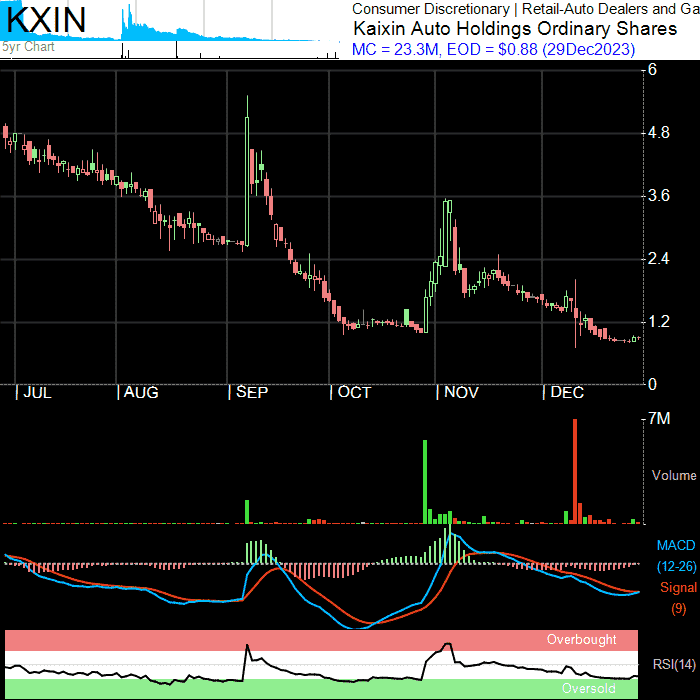 KXIN
5yr Chart
Consumer Discretionary | Retail-Auto Dealers and Ga
Kaixin Auto Holdings Ordinary Shares
MC = 23.3M, EOD = $0.88 (29Dec2023)
6
4.8
3.6
2.4
1.2
0
JUL AUG SEP OCT NOV DEC
7M
Volume
MACD
(12-26)
Signal
(9)
Overbought
RSI(14)
Oversold